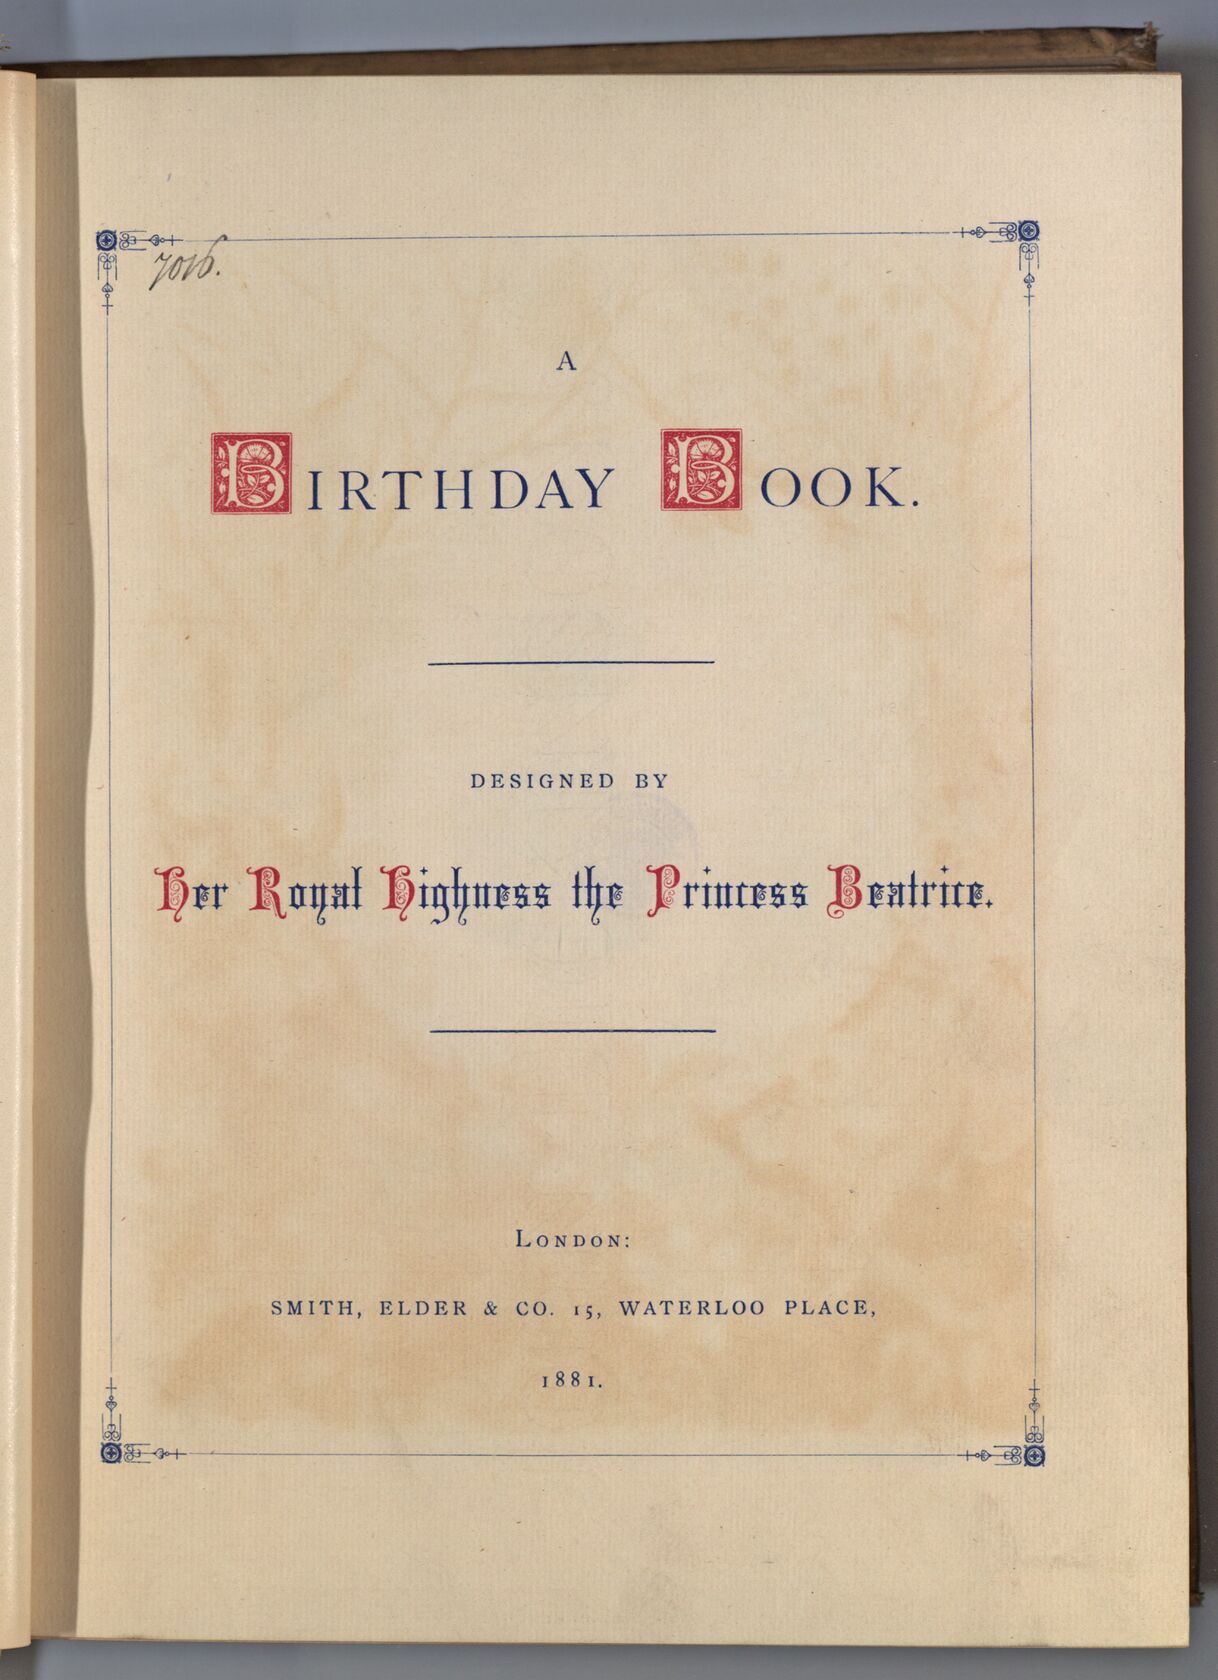 7016.
A
BIRTHDAY BOOK.
DESIGNED BY
Her Royal Highness the Princess Beatrice.
LONDON:
SMITH, ELDER & CO. 15, WATERLOO PLACE,
1881.